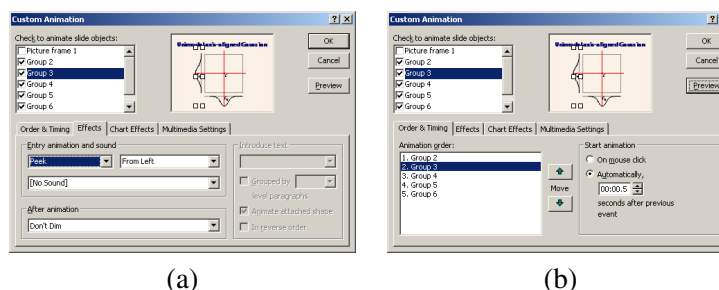 Custom Animation
Check to animate slide objects:
Picture frame 1
Group 2
Group 3
Group 4
Group 5
Group 6
OK
Cancel
Preview
Order & Timing
Effects
Chart Effects
Multimedia Settings
Entry animation and sound
Peek
From Left
[No Sound]
After animation
Don't Dim
Introduce text
Grouped by
level paragraphs
Animate attached shape
In reverse order
(a)
Custom Animation
Check to animate slide objects:
Picture frame 1
Group 2
Group 3
Group 4
Group 5
Group 6
OK
Cancel
Preview
Order & Timing
Effects
Chart Effects
Multimedia Settings
Animation order:
1. Group 2
2. Group 3
3. Group 4
4. Group 5
5. Group 6
Move
Start animation
On mouse click
Automatically,
00:00.5
seconds after previous
event
(b)